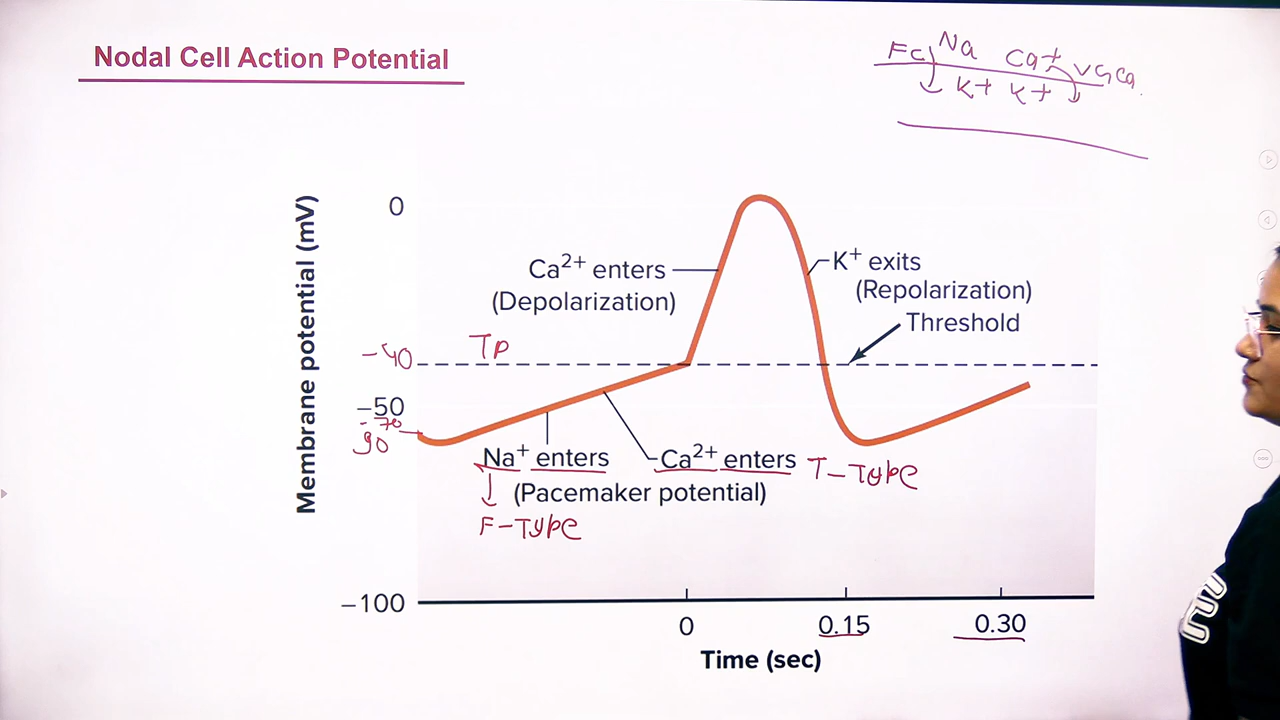 Nodal Cell Action Potential
Fc Na Ca+ VGCa
K+ K+
Membrane potential (mV)
0
Ca2+ enters
(Depolarization)
K+ exits
(Repolarization)
Threshold
-40
TP
-50
-70
90
Na+ enters
Ca2+ enters
T-Type
(Pacemaker potential)
F-Type
-100
0
0.15
0.30
Time (sec)